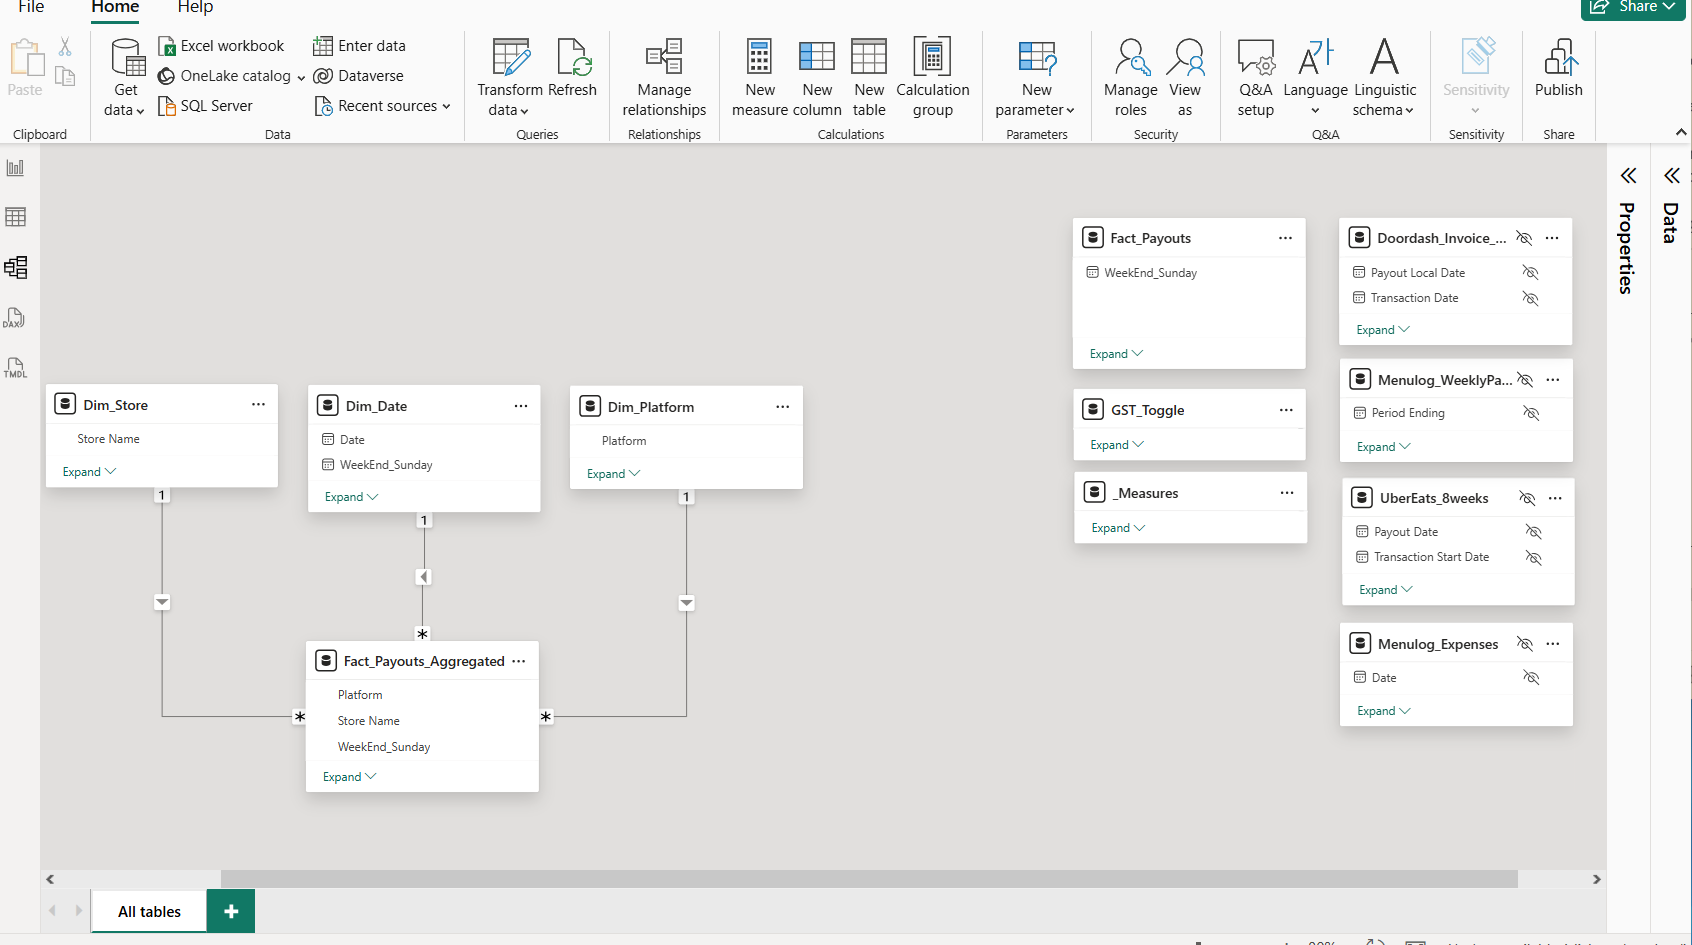 File
Home
Help
Share
Paste
Clipboard
Get data
Excel workbook
OneLake catalog
SQL Server
Enter data
Dataverse
Recent sources
Data
Transform data
Refresh
Queries
Manage relationships
Relationships
New measure
New column
New table
Calculation group
Calculations
New parameter
Parameters
Manage roles
View as
Security
Q&A setup
Language
Linguistic schema
Q&A
Sensitivity
Sensitivity
Publish
Share
DAX
TMDL
Dim_Store
Store Name
Expand
1
Dim_Date
Date
WeekEnd_Sunday
Expand
1
*
Dim_Platform
Platform
Expand
1
Fact_Payouts_Aggregated
Platform
Store Name
WeekEnd_Sunday
Expand
*
*
Fact_Payouts
WeekEnd_Sunday
Expand
GST_Toggle
Expand
_Measures
Expand
Doordash_Invoice_...
Payout Local Date
Transaction Date
Expand
Menulog_WeeklyPa...
Period Ending
Expand
UberEats_8weeks
Payout Date
Transaction Start Date
Expand
Menulog_Expenses
Date
Expand
Properties
Data
All tables